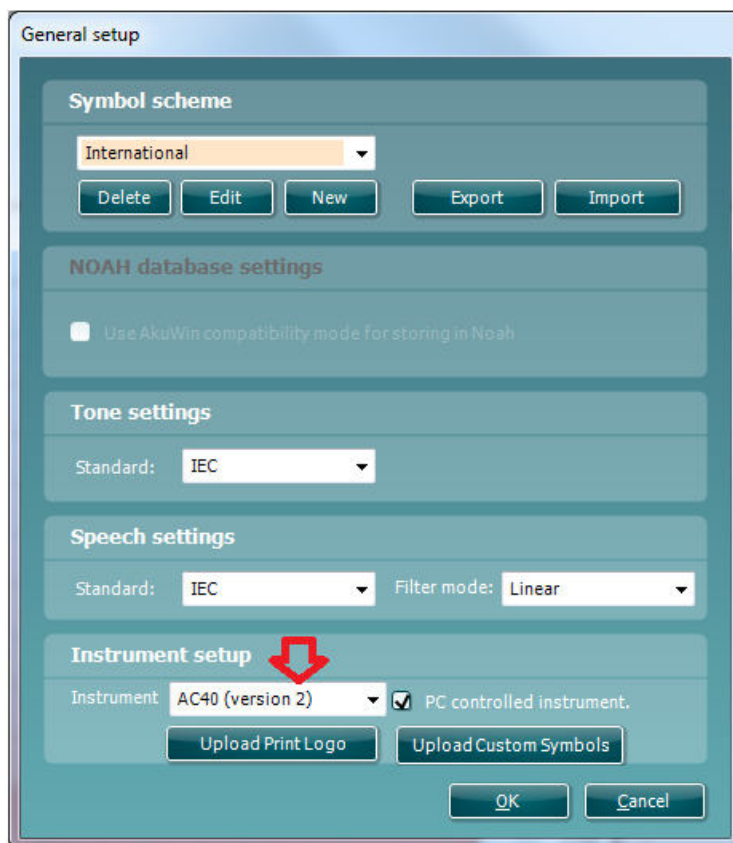 General setup
Symbol scheme
International
Delete Edit New Export Import
NOAH database settings
Use AkuWin compatibility mode for storing in Noah
Tone settings
Standard: IEC
Speech settings
Standard: IEC Filter mode: Linear
Instrument setup
Instrument AC40 (version 2) PC controlled instrument.
Upload Print Logo Upload Custom Symbols
OK Cancel